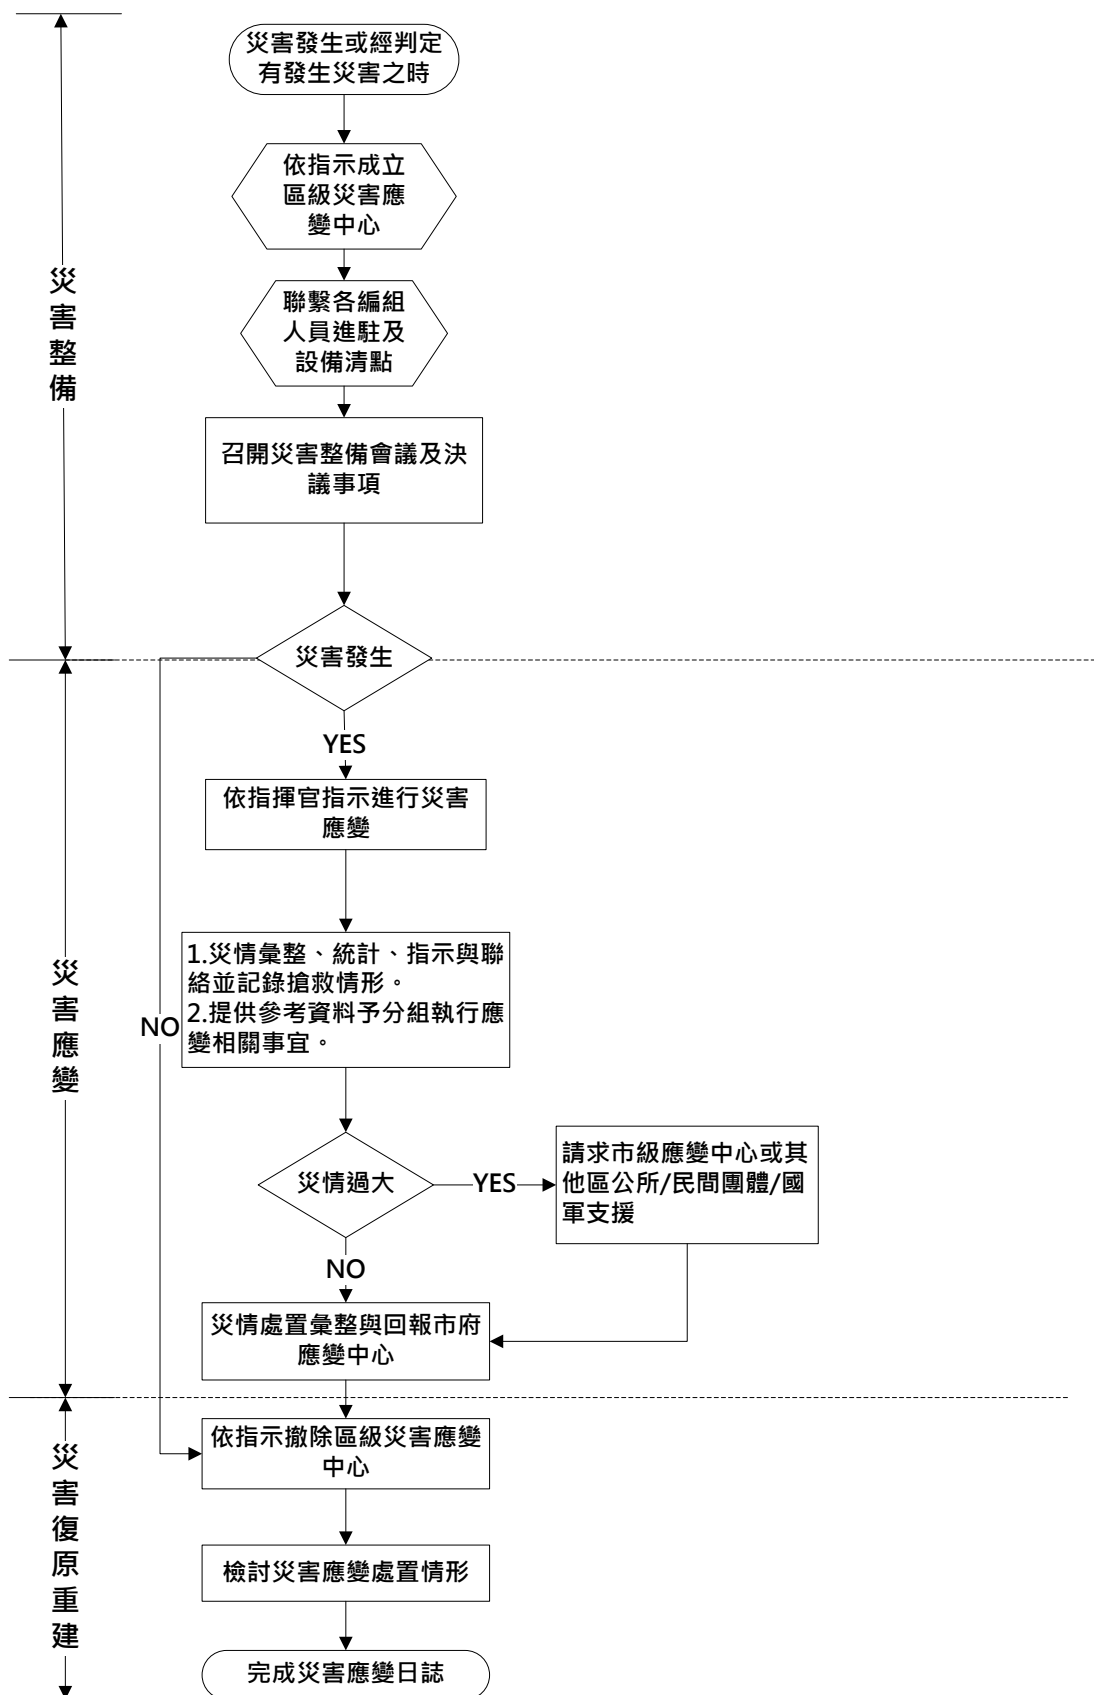 災害發生或經判定
有發生災害之時
依指示成立
區級災害應
變中心
聯繫各編組
人員進駐及
設備清點
召開災害整備會議及決
議事項
災害整備
災害發生
YES
依指揮官指示進行災害
應變
1.災情彙整、統計、指示與聯
絡並記錄搶救情形。
2.提供參考資料予分組執行應
變相關事宜。
NO
災害應變
災情過大
YES
請求市級應變中心或其
他區公所/民間團體/國
軍支援
NO
災情處置彙整與回報市府
應變中心
依指示撤除區級災害應變
中心
檢討災害應變處置情形
完成災害應變日誌
災害復原重建